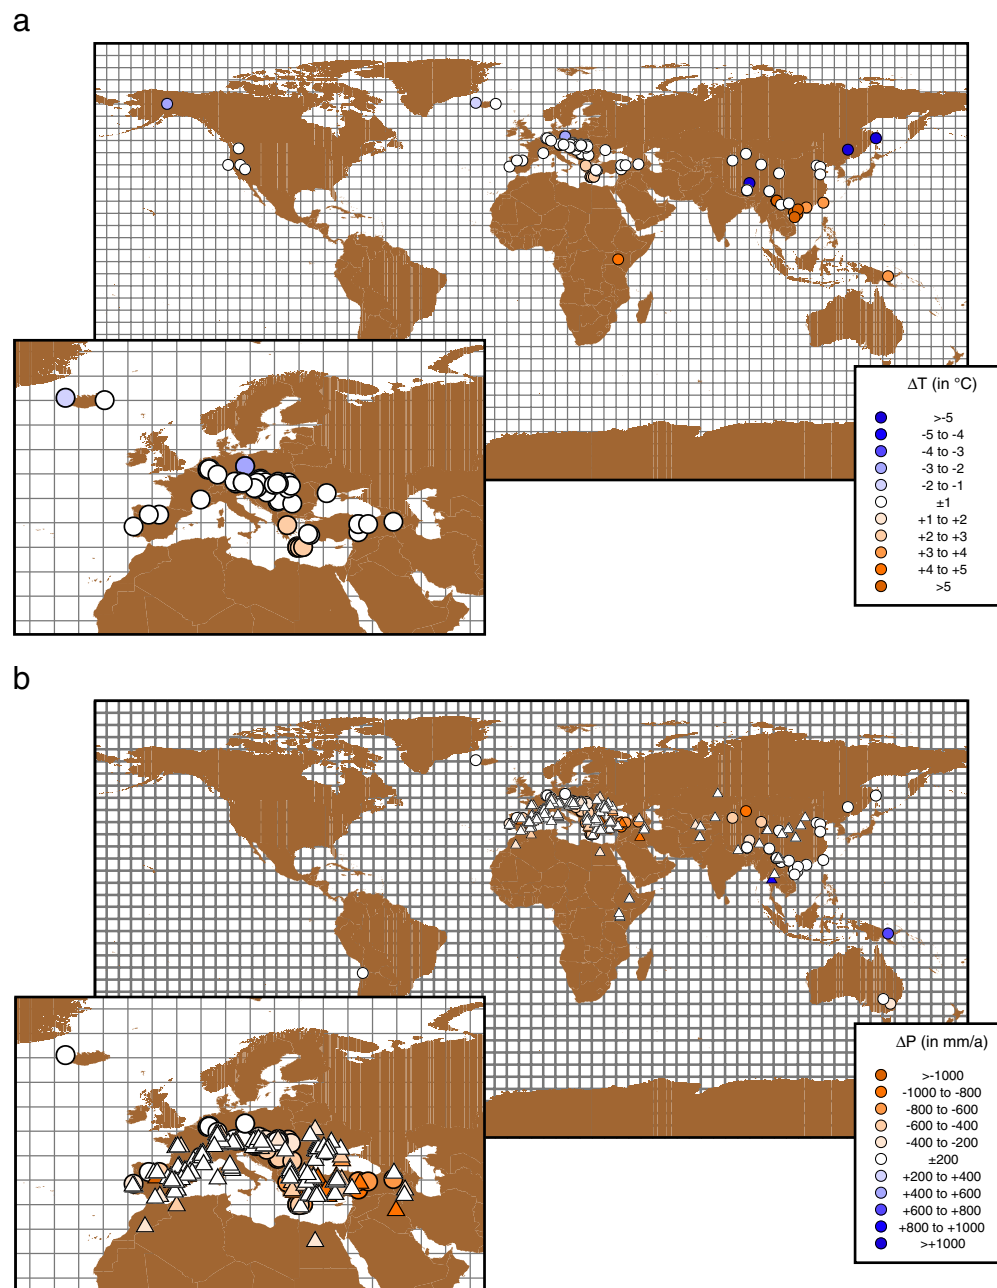 a
ΔT (in °C)
>-5
-5 to -4
-4 to -3
-3 to -2
-2 to -1
±1
+1 to +2
+2 to +3
+3 to +4
+4 to +5
>5
b
ΔP (in mm/a)
>-1000
-1000 to -800
-800 to -600
-600 to -400
-400 to -200
±200
+200 to +400
+400 to +600
+600 to +800
+800 to +1000
>+1000